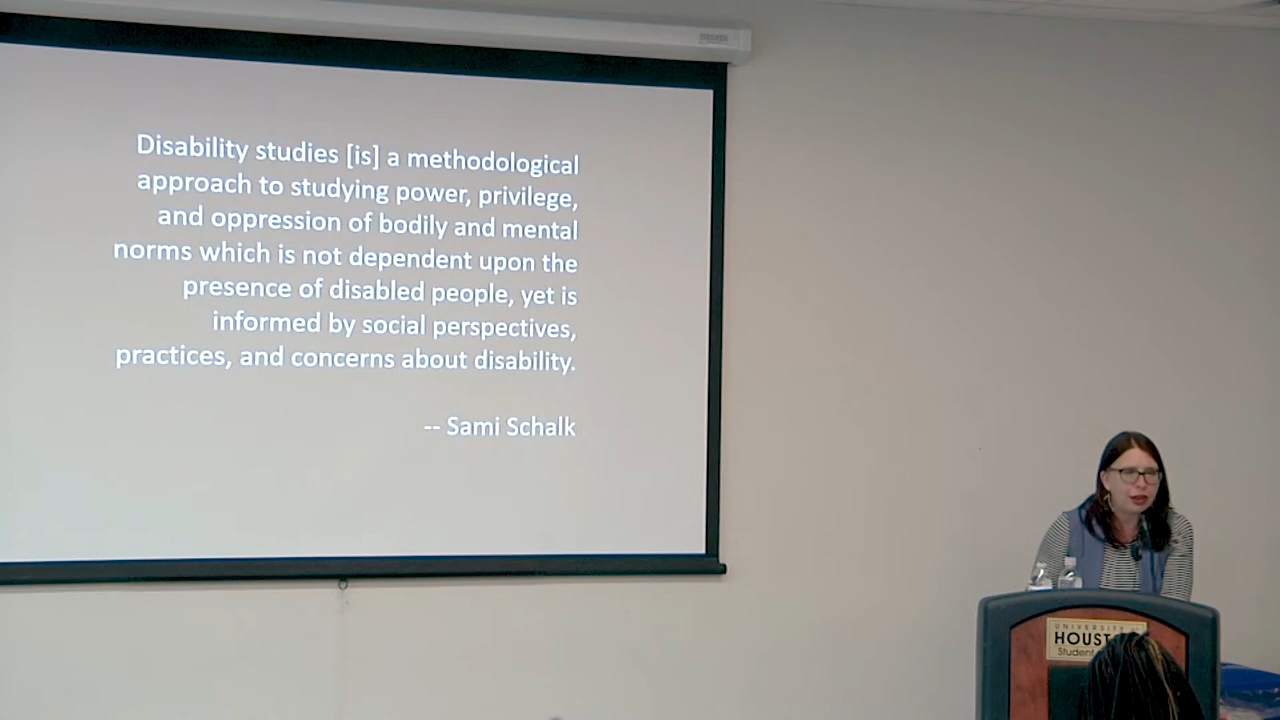 Disability studies [is] a methodological
approach to studying power, privilege,
and oppression of bodily and mental
norms which is not dependent upon the
presence of disabled people, yet is
informed by social perspectives,
practices, and concerns about disability.
-- Sami Schalk
UNIVERSITY
Student